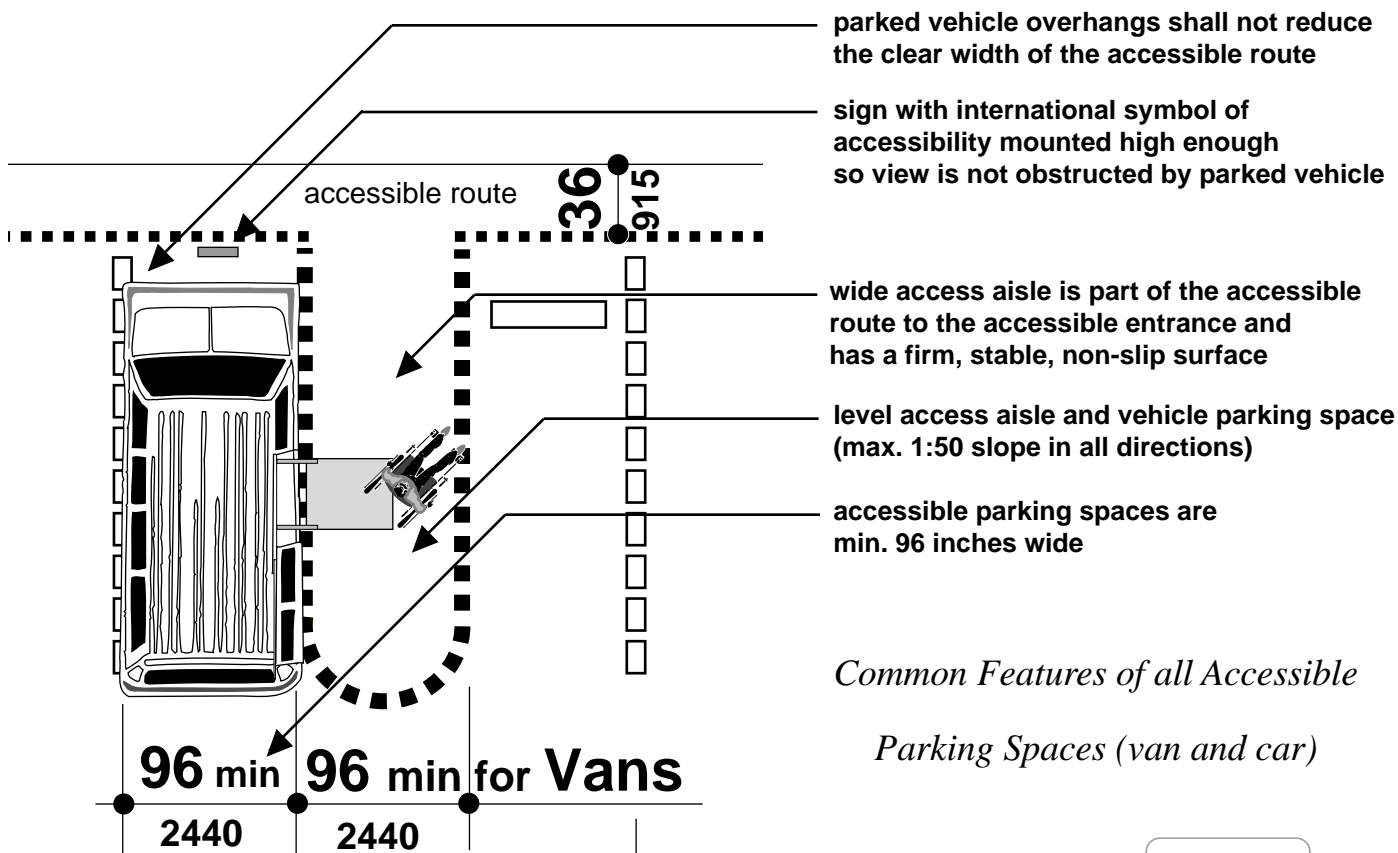 parked vehicle overhangs shall not reduce
the clear width of the accessible route
sign with international symbol of
accessibility mounted high enough
so view is not obstructed by parked vehicle
accessible route
36
915
wide access aisle is part of the accessible
route to the accessible entrance and
has a firm, stable, non-slip surface
level access aisle and vehicle parking space
(max. 1:50 slope in all directions)
accessible parking spaces are
min. 96 inches wide
Common Features of all Accessible
Parking Spaces (van and car)
96 min 96 min for Vans
2440 2440